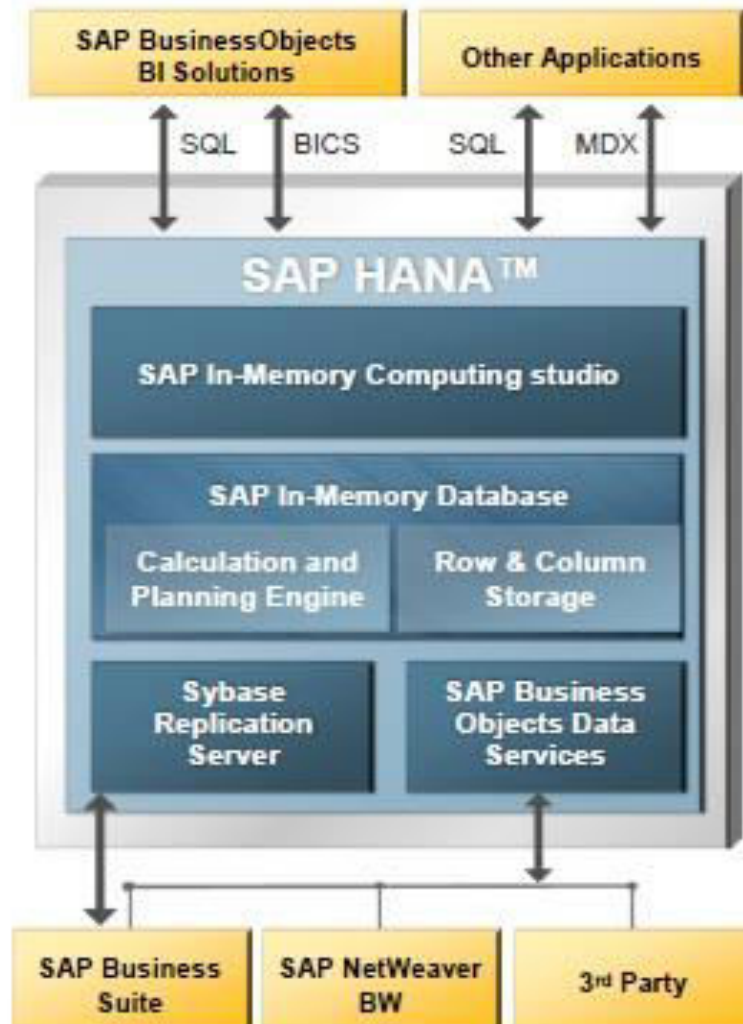 SAP BusinessObjects
BI Solutions
Other Applications
SQL
BICS
SQL
MDX
SAP HANA™
SAP In-Memory Computing studio
SAP In-Memory Database
Calculation and
Planning Engine
Row & Column
Storage
Sybase
Replication
Server
SAP Business
Objects Data
Services
SAP Business
Suite
SAP NetWeaver
BW
3rd Party